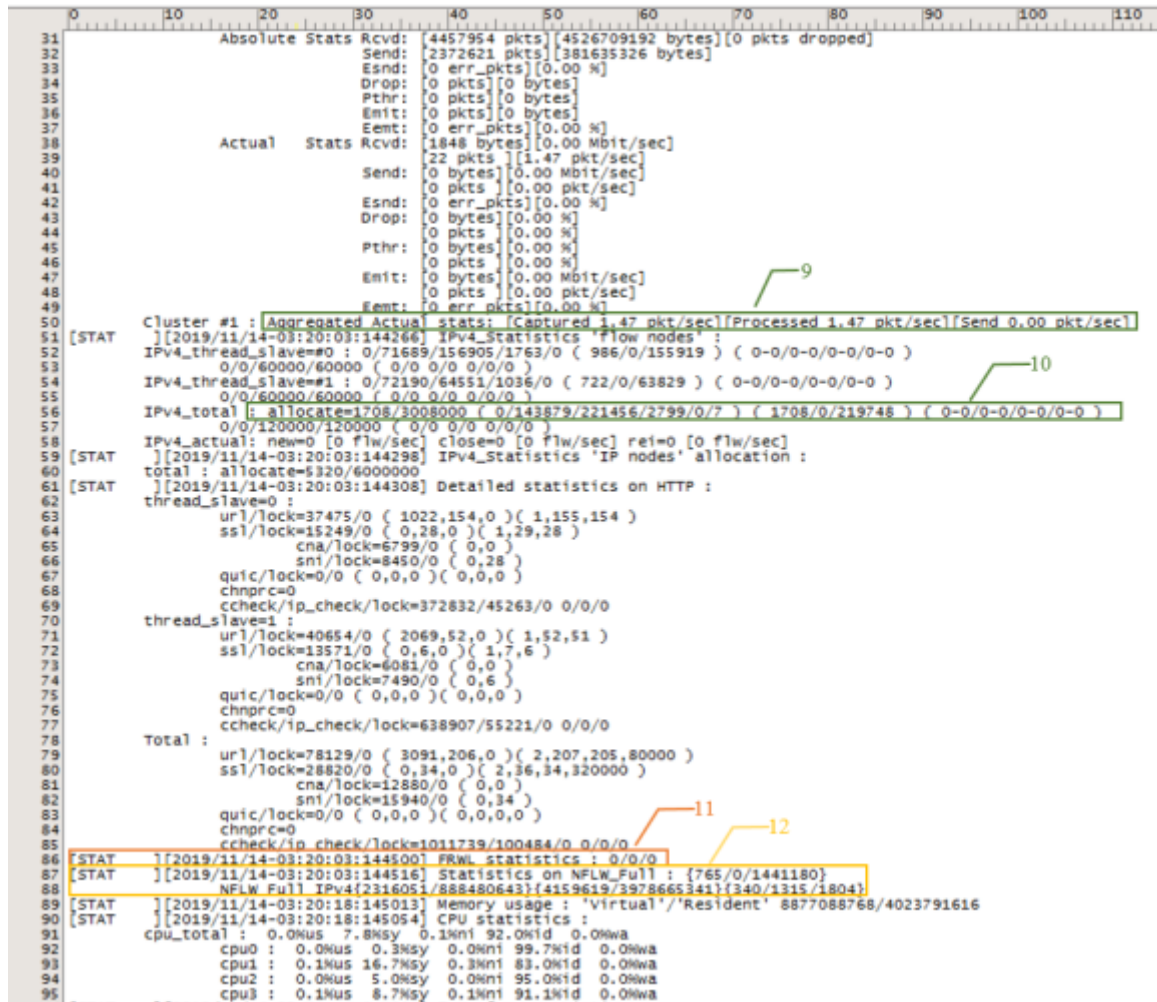 0 10 20 30 40 50 60 70 80 90 100 110
31 Absolute Stats Rcvd: [4457954 pkts][4526709192 bytes][0 pkts dropped]
32 Send: [2372621 pkts][381635326 bytes]
33 Esnd: [0 err_pkts][0.00 %]
34 Drop: [0 pkts][0 bytes]
35 Pthr: [0 pkts][0 bytes]
36 Emit: [0 pkts][0 bytes]
37 Eemt: [0 err_pkts][0.00 %]
38 Actual Stats Rcvd: [1848 bytes][0.00 Mbit/sec]
39 [22 pkts ][1.47 pkt/sec]
40 Send: [0 bytes][0.00 Mbit/sec]
41 [0 pkts ][0.00 pkt/sec]
42 Esnd: [0 err_pkts][0.00 %]
43 Drop: [0 bytes][0.00 %]
44 [0 pkts ][0.00 %]
45 Pthr: [0 bytes][0.00 %]
46 [0 pkts ][0.00 %]
47 Emit: [0 bytes][0.00 Mbit/sec]
48 [0 pkts ][0.00 pkt/sec]
49 Eemt: [0 err_pkts][0.00 %]
9
50 Cluster #1 : Aggregated Actual stats: [Captured 1.47 pkt/sec][Processed 1.47 pkt/sec][Send 0.00 pkt/sec]
51 [STAT ][2019/11/14-03:20:03:144266] IPv4_Statistics 'flow nodes' :
52 IPv4_thread_slave=#0 : 0/71689/156905/1763/0 ( 986/0/155919 ) ( 0-0/0-0/0-0/0-0 )
53 0/0/60000/60000 ( 0/0 0/0 0/0/0 )
10
54 IPv4_thread_slave=#1 : 0/72190/64551/1036/0 ( 722/0/63829 ) ( 0-0/0-0/0-0/0-0 )
55 0/0/60000/60000 ( 0/0 0/0 0/0/0 )
56 IPv4_total : allocate=1708/3008000 ( 0/143879/221456/2799/0/7 ) ( 1708/0/219748 ) ( 0-0/0-0/0-0/0-0 )
57 0/0/120000/120000 ( 0/0 0/0 0/0/0 )
58 IPv4_actual: new=0 [0 flw/sec] close=0 [0 flw/sec] rei=0 [0 flw/sec]
59 [STAT ][2019/11/14-03:20:03:144298] IPv4_Statistics 'IP nodes' allocation :
60 total : allocate=5320/6000000
61 [STAT ][2019/11/14-03:20:03:144308] Detailed statistics on HTTP :
62 thread_slave=0 :
63 url/lock=37475/0 ( 1022,154,0 )( 1,155,154 )
64 ssl/lock=15249/0 ( 0,28,0 )( 1,29,28 )
65 cna/lock=6799/0 ( 0,0 )
66 sni/lock=8450/0 ( 0,28 )
67 quic/lock=0/0 ( 0,0,0 )( 0,0,0 )
68 chnprc=0
69 ccheck/ip_check/lock=372832/45263/0 0/0/0
70 thread_slave=1 :
71 url/lock=40654/0 ( 2069,52,0 )( 1,52,51 )
72 ssl/lock=13571/0 ( 0,6,0 )( 1,7,6 )
73 cna/lock=6081/0 ( 0,0 )
74 sni/lock=7490/0 ( 0,6 )
75 quic/lock=0/0 ( 0,0,0 )( 0,0,0 )
76 chnprc=0
77 ccheck/ip_check/lock=638907/55221/0 0/0/0
78 Total :
79 url/lock=78129/0 ( 3091,206,0 )( 2,207,205,80000 )
80 ssl/lock=28820/0 ( 0,34,0 )( 2,36,34,320000 )
81 cna/lock=12880/0 ( 0,0 )
82 sni/lock=15940/0 ( 0,34 )
83 quic/lock=0/0 ( 0,0,0 )( 0,0,0,0 )
11
84 chnprc=0
12
85 ccheck/ip_check/lock=1011739/100484/0 0/0/0
86 [STAT ][2019/11/14-03:20:03:144500] FRWL statistics : 0/0/0
87 [STAT ][2019/11/14-03:20:03:144516] Statistics on NFLW_Full : {765/0/1441180}
88 NFLW_Full IPv4{2316051/888480643}{4159619/3978665341}{340/1315/1804}
89 [STAT ][2019/11/14-03:20:18:145013] Memory usage : 'Virtual'/'Resident' 8877088768/4023791616
90 [STAT ][2019/11/14-03:20:18:145054] CPU statistics :
91 cpu_total : 0.0%us 7.8%sy 0.1%ni 92.0%id 0.0%wa
92 cpu0 : 0.0%us 0.3%sy 0.0%ni 99.7%id 0.0%wa
93 cpu1 : 0.1%us 16.7%sy 0.3%ni 83.0%id 0.0%wa
94 cpu2 : 0.0%us 5.0%sy 0.0%ni 95.0%id 0.0%wa
95 cpu3 : 0.1%us 8.7%sy 0.1%ni 91.1%id 0.0%wa